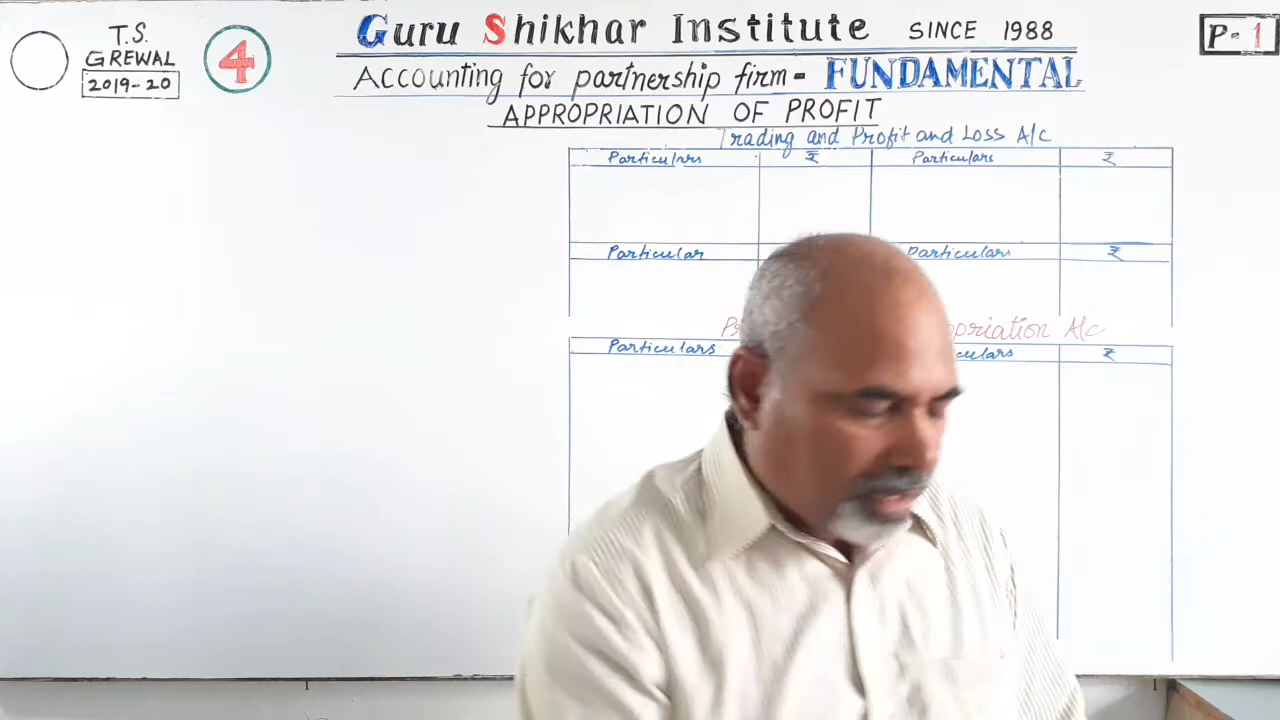 T.S.
GREWAL
2019-20
4
Guru Shikhar Institute SINCE 1988
P-1
Accounting for partnership firm - FUNDAMENTAL
APPROPRIATION OF PROFIT
Trading and Profit and Loss A/c
Particulars ₹ Particulars ₹
Particular Particulars ₹
A/c
Particulars ₹